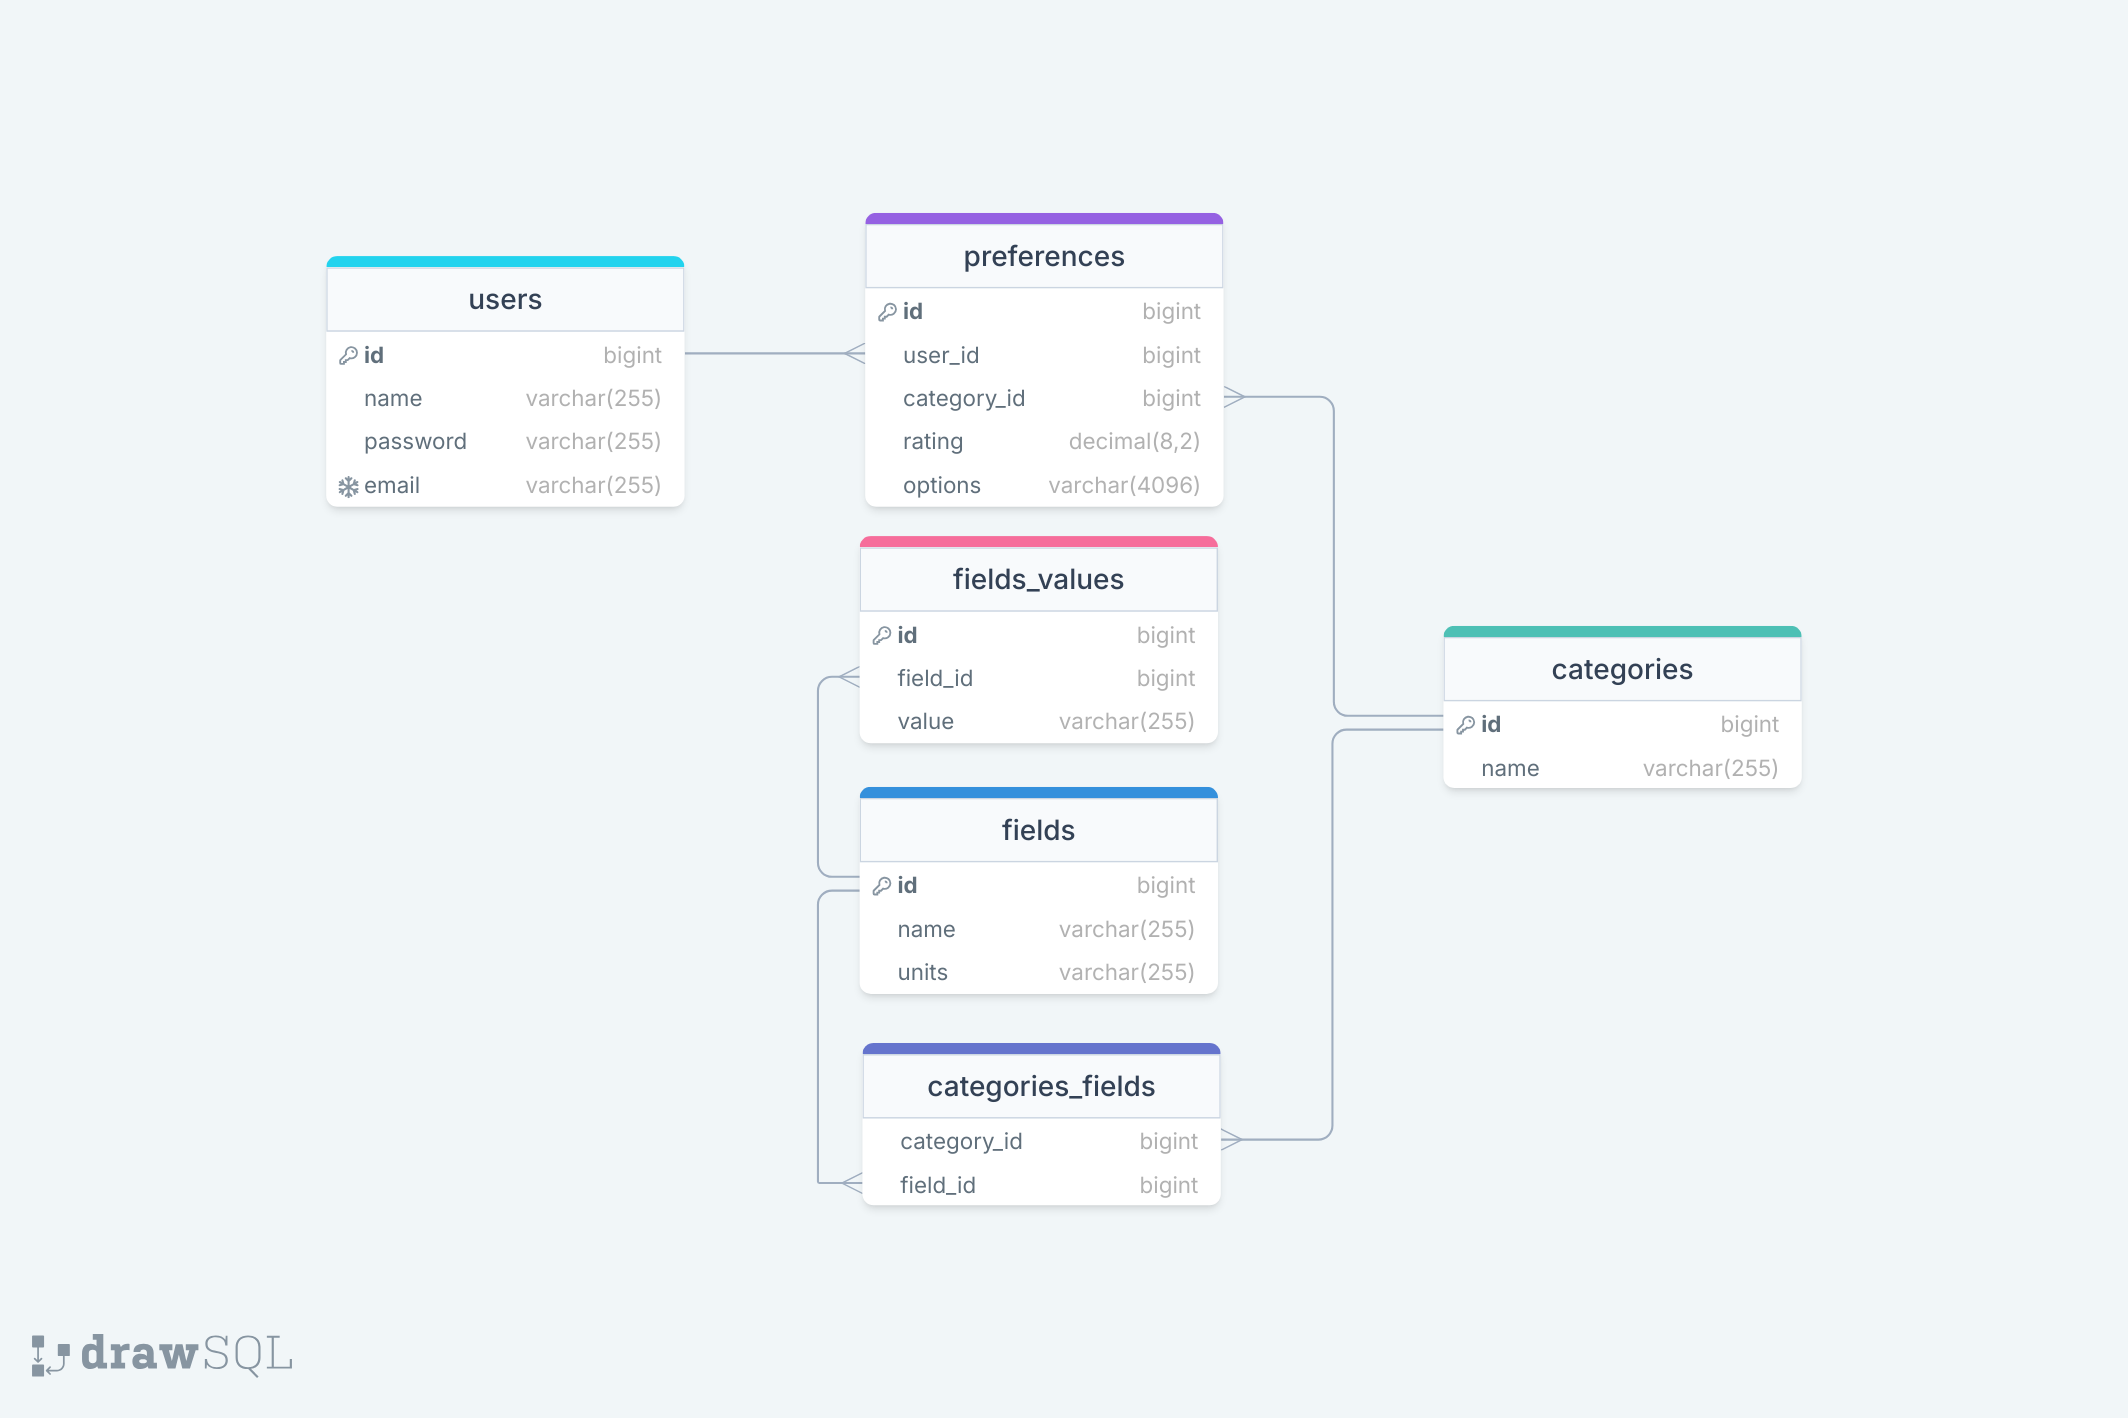 users
id bigint
name varchar(255)
password varchar(255)
email varchar(255)
preferences
id bigint
user_id bigint
category_id bigint
rating decimal(8,2)
options varchar(4096)
fields_values
id bigint
field_id bigint
value varchar(255)
fields
id bigint
name varchar(255)
units varchar(255)
categories_fields
category_id bigint
field_id bigint
categories
id bigint
name varchar(255)
drawSQL